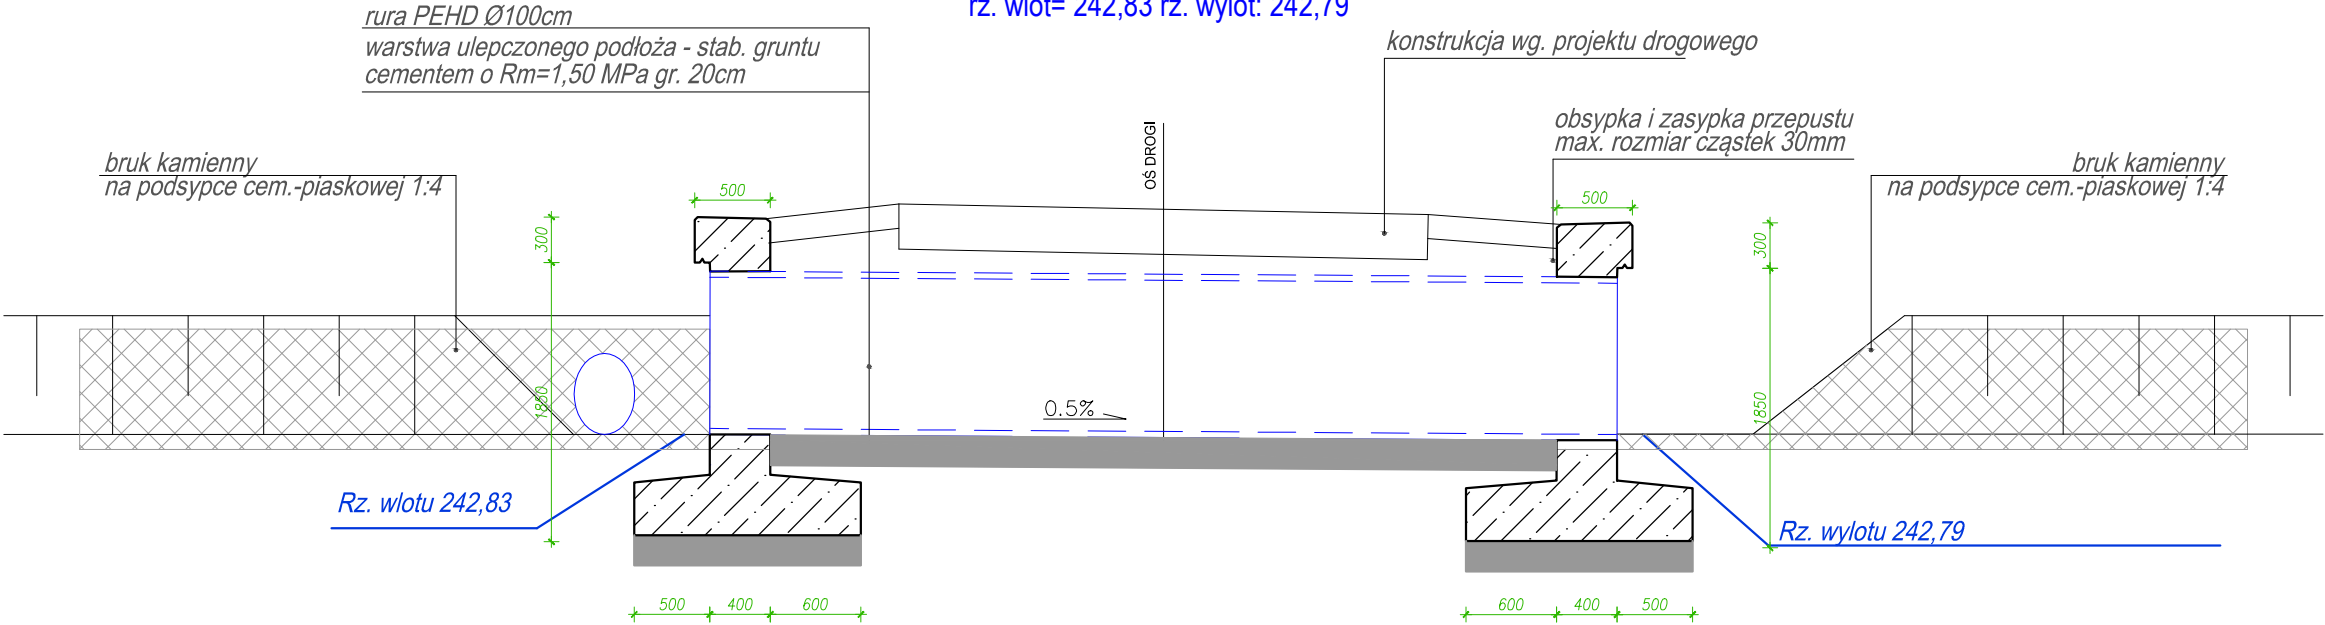 rz. wlot= 242,83 rz. wylot: 242,79
rura PEHD Ø100cm
warstwa ulepczonego podłoża - stab. gruntu
cementem o Rm=1,50 MPa gr. 20cm
konstrukcja wg. projektu drogowego
obsypka i zasypka przepustu
max. rozmiar cząstek 30mm
OŚ DROGI
bruk kamienny
na podsypce cem.-piaskowej 1:4
bruk kamienny
na podsypce cem.-piaskowej 1:4
500
500
300
300
1850
1850
0.5%
Rz. wlotu 242,83
Rz. wylotu 242,79
500 400 600
600 400 500